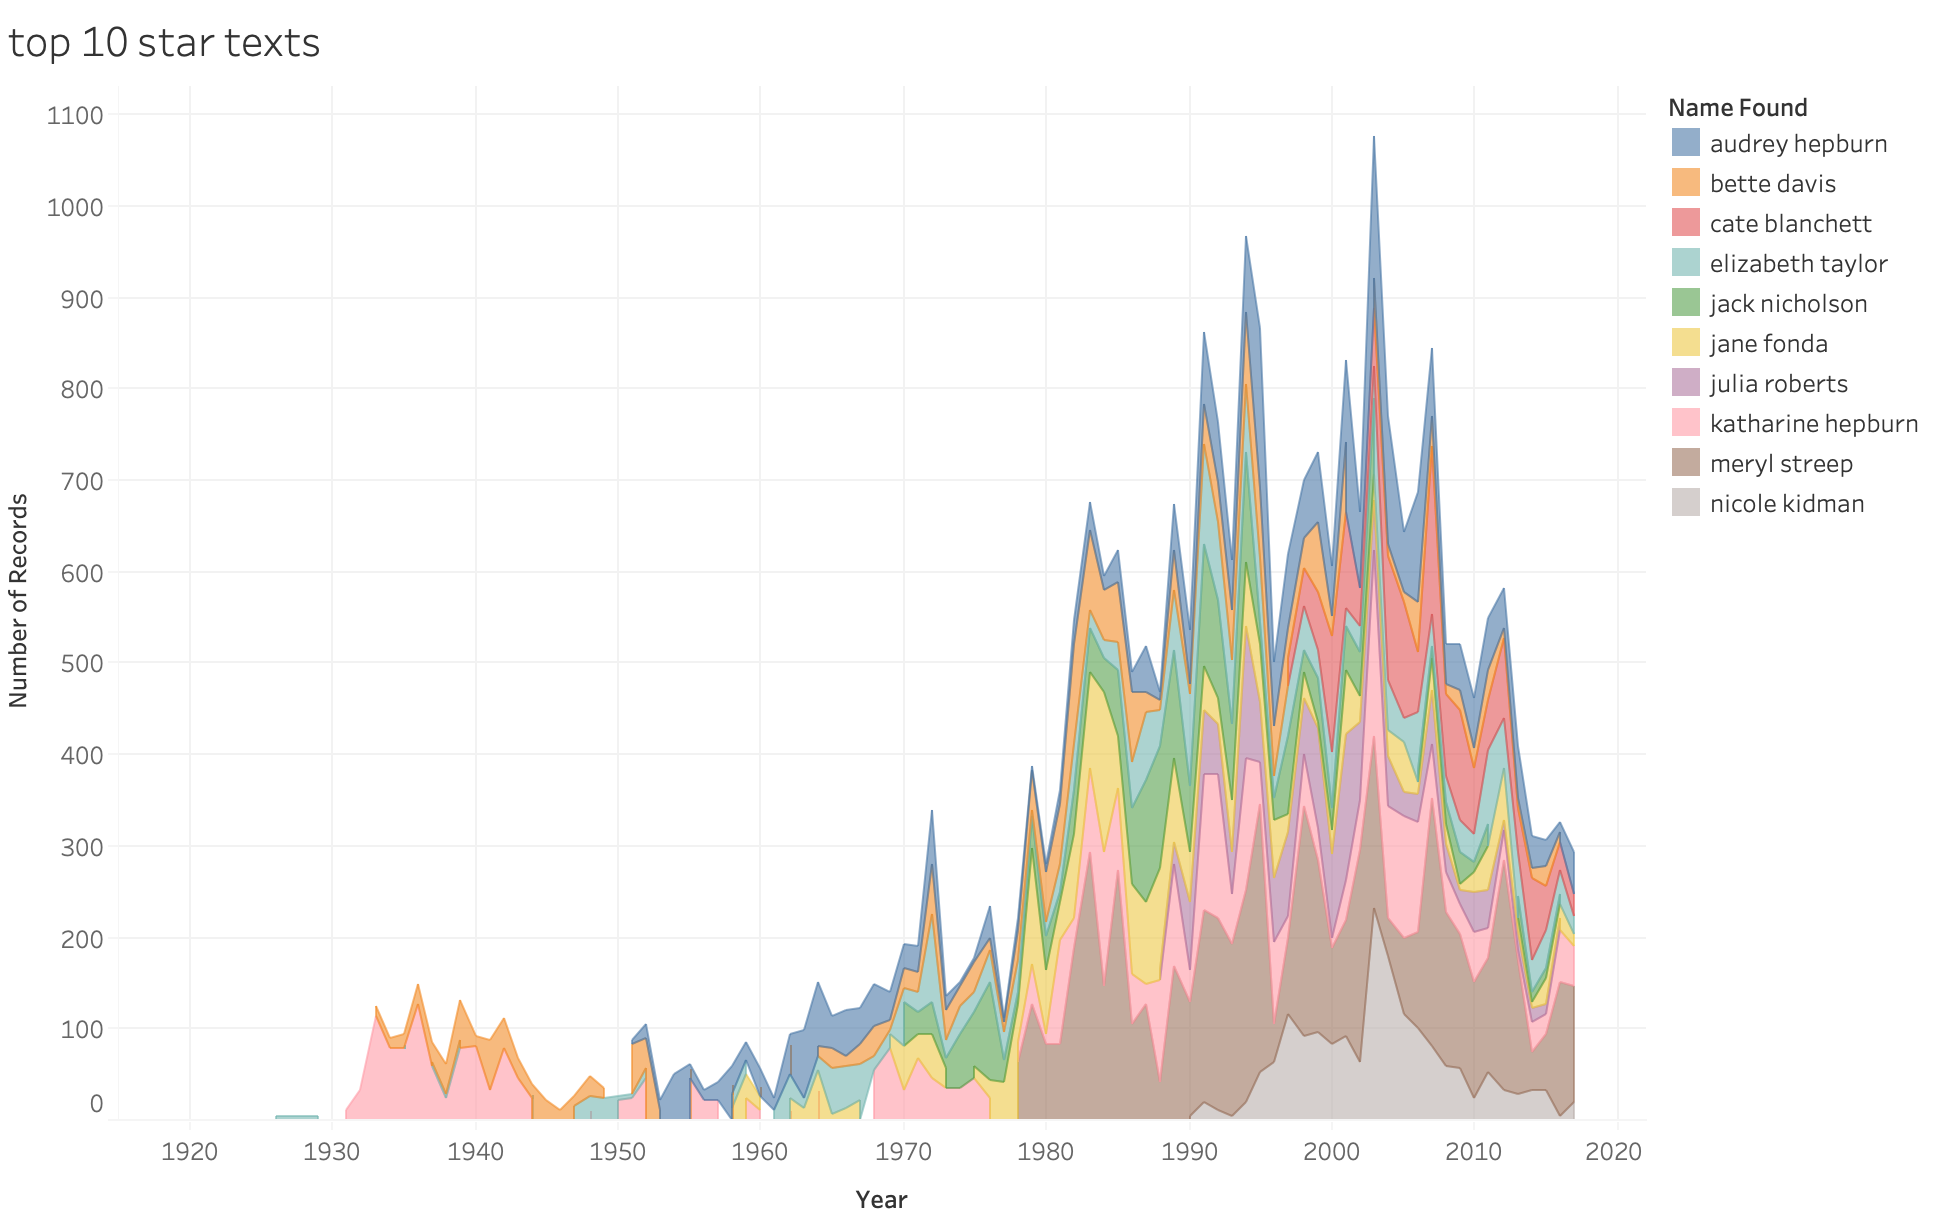 top 10 star texts
1100
1000
900
800
700
600
500
400
300
200
100
0
Number of Records
1920 1930 1940 1950 1960 1970 1980 1990 2000 2010 2020
Year
Name Found
audrey hepburn
bette davis
cate blanchett
elizabeth taylor
jack nicholson
jane fonda
julia roberts
katharine hepburn
meryl streep
nicole kidman